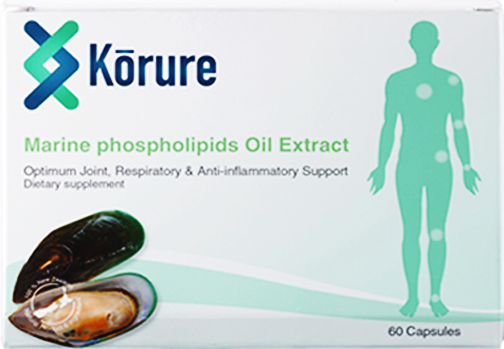 Kōrure
Marine phospholipids Oil Extract
Optimum Joint, Respiratory & Anti-inflammatory Support
Dietary supplement
60 Capsules